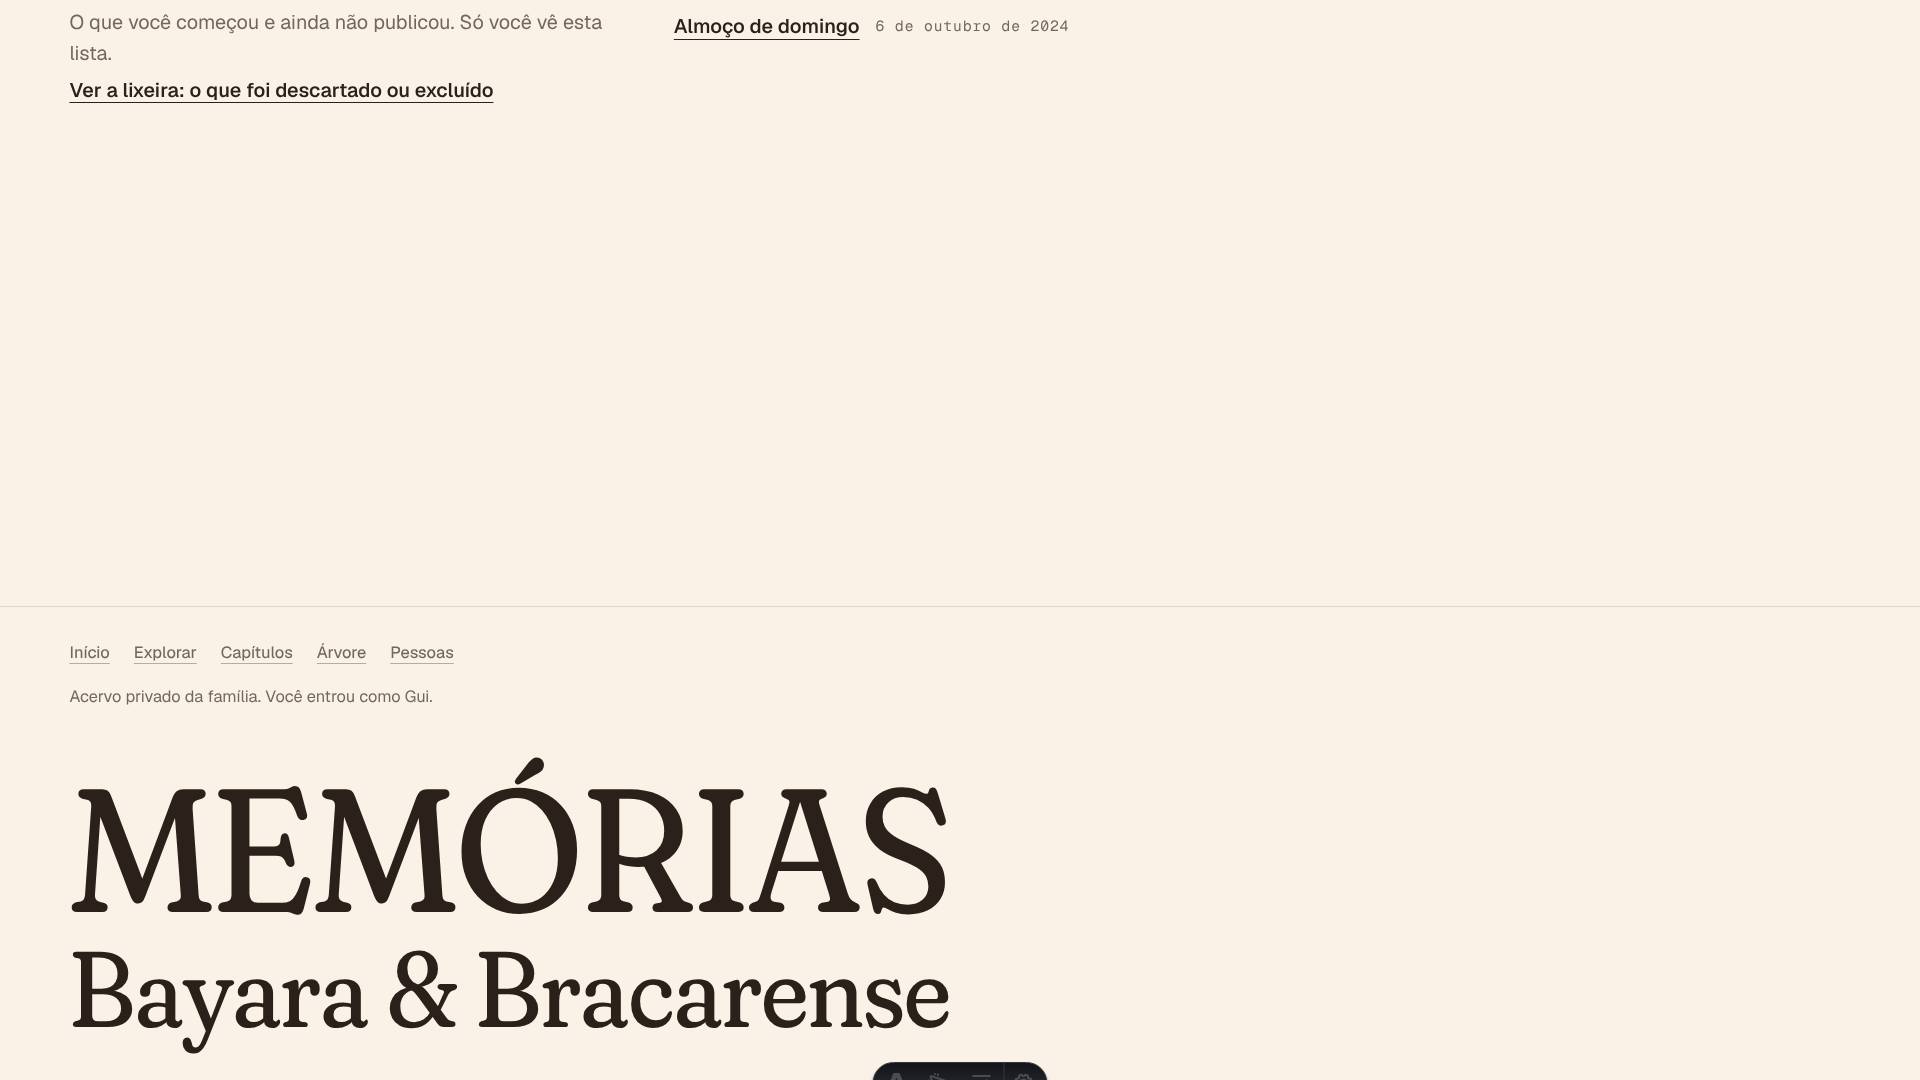 O que você começou e ainda não publicou. Só você vê esta
lista.
Ver a lixeira: o que foi descartado ou excluído
Almoço de domingo 6 de outubro de 2024
Início Explorar Capítulos Árvore Pessoas
Acervo privado da família. Você entrou como Gui.
MEMÓRIAS
Bayara & Bracarense